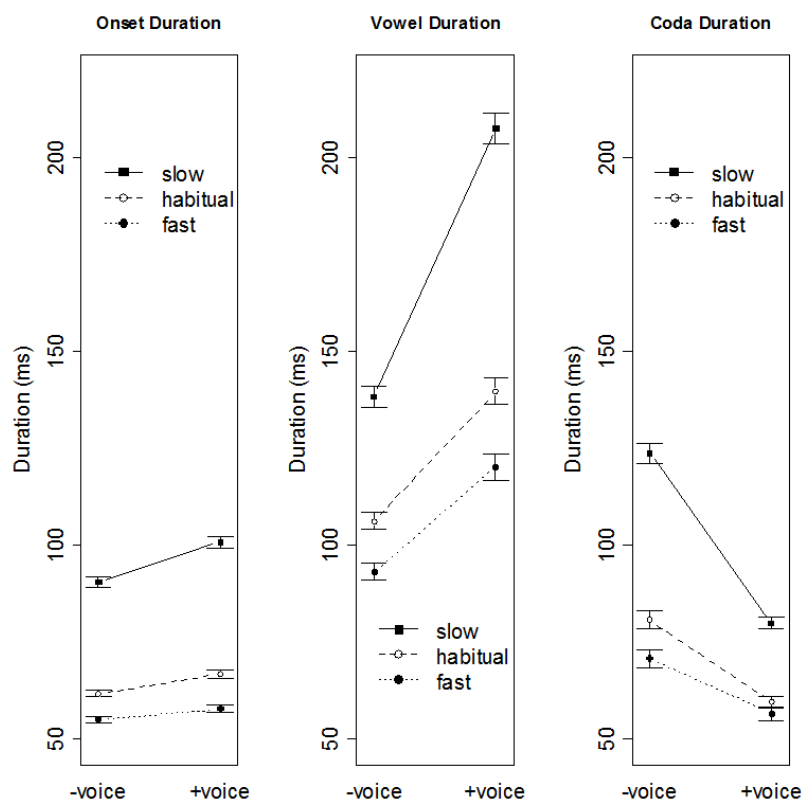 Onset Duration
Duration (ms)
200
150
100
50
slow
habitual
fast
-voice +voice
Vowel Duration
Duration (ms)
200
150
100
50
slow
habitual
fast
-voice +voice
Coda Duration
Duration (ms)
200
150
100
50
slow
habitual
fast
-voice +voice